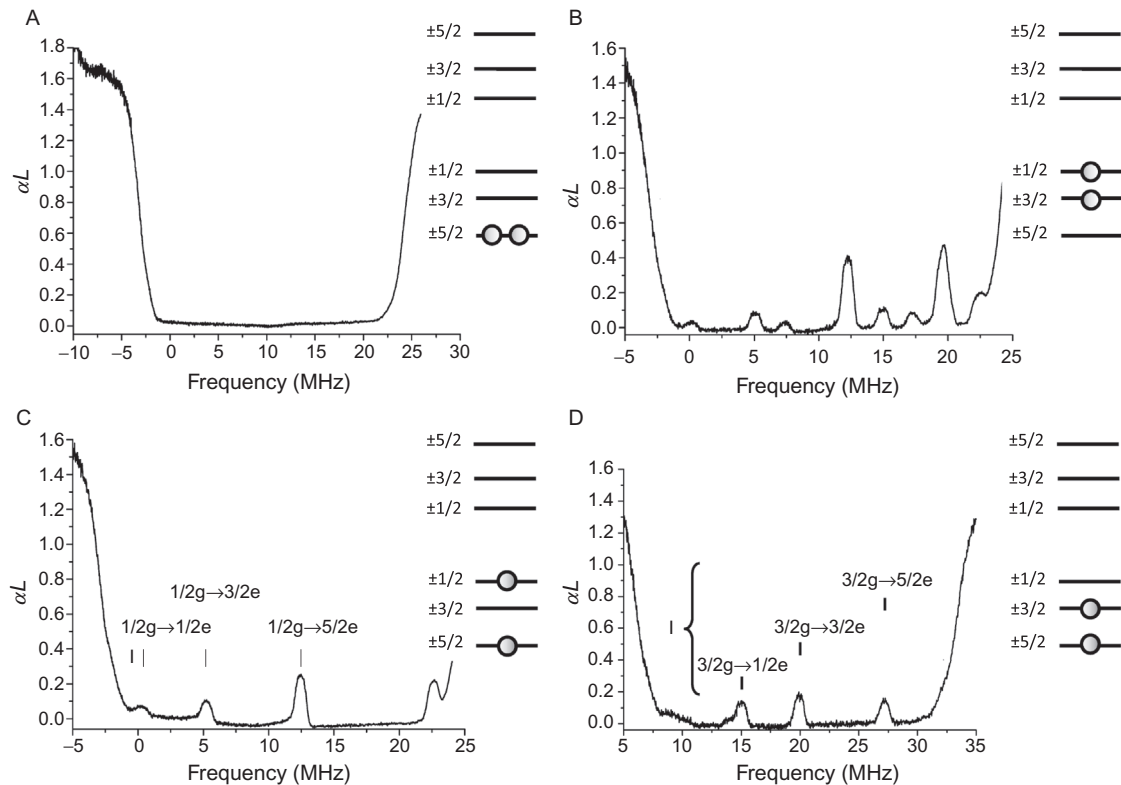 A
αL
1.8
1.6
1.4
1.2
1.0
0.8
0.6
0.4
0.2
0.0
−10 −5 0 5 10 15 20 25 30
Frequency (MHz)
±5/2
±3/2
±1/2
±1/2
±3/2
±5/2
B
αL
1.6
1.4
1.2
1.0
0.8
0.6
0.4
0.2
0.0
−5 0 5 10 15 20 25
Frequency (MHz)
±5/2
±3/2
±1/2
±1/2
±3/2
±5/2
C
αL
1.6
1.4
1.2
1.0
0.8
0.6
0.4
0.2
0.0
1/2g→3/2e
1/2g→1/2e 1/2g→5/2e
I
−5 0 5 10 15 20 25
Frequency (MHz)
±5/2
±3/2
±1/2
±1/2
±3/2
±5/2
D
αL
1.6
1.4
1.2
1.0
0.8
0.6
0.4
0.2
0.0
3/2g→5/2e
I
3/2g→3/2e
3/2g→1/2e
5 10 15 20 25 30 35
Frequency (MHz)
±5/2
±3/2
±1/2
±1/2
±3/2
±5/2